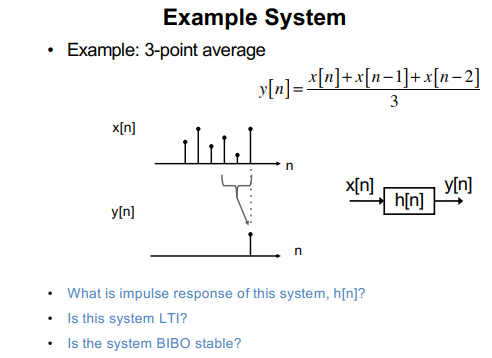 Example System
• Example: 3-point average
y[n] = x[n]+x[n−1]+x[n−2]
3
x[n]
n
x[n]
y[n]
h[n]
y[n]
n
• What is impulse response of this system, h[n]?
• Is this system LTI?
• Is the system BIBO stable?